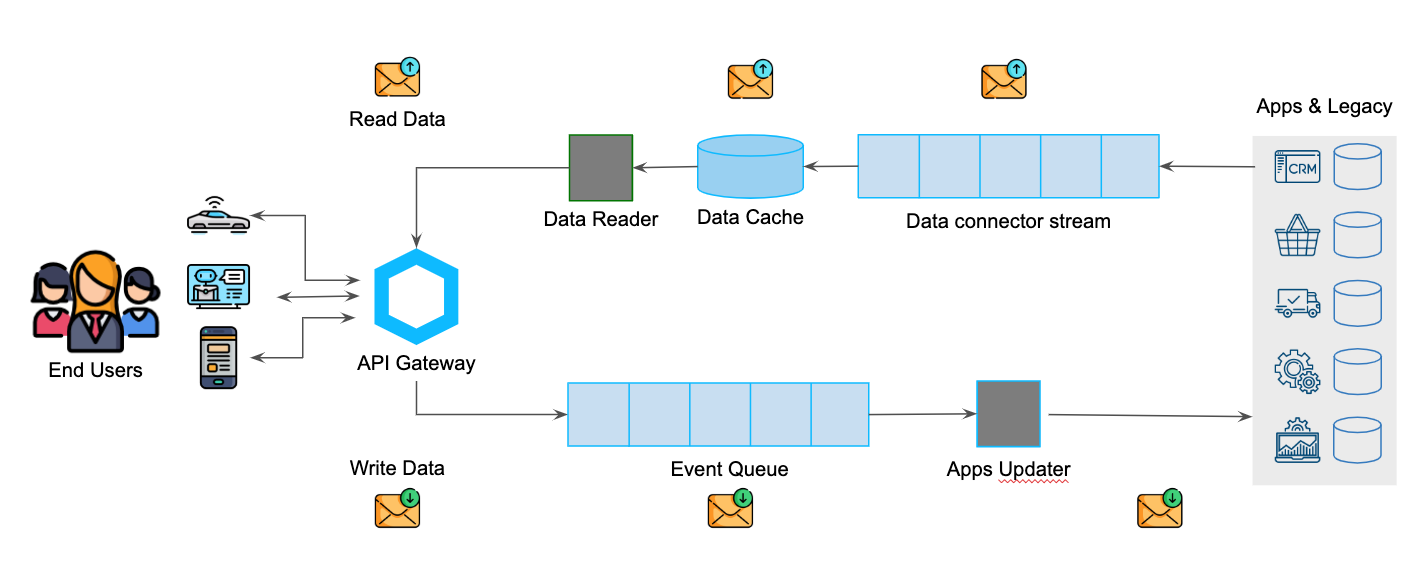 Read Data
Apps & Legacy
CRM
Data Reader
Data Cache
Data connector stream
End Users
API Gateway
Write Data
Event Queue
Apps Updater